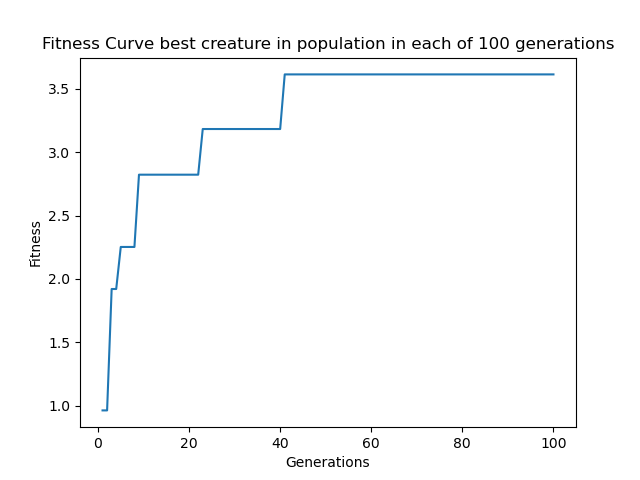 Fitness Curve best creature in population in each of 100 generations
3.5
3.0
2.5
2.0
1.5
1.0
Fitness
0 20 40 60 80 100
Generations